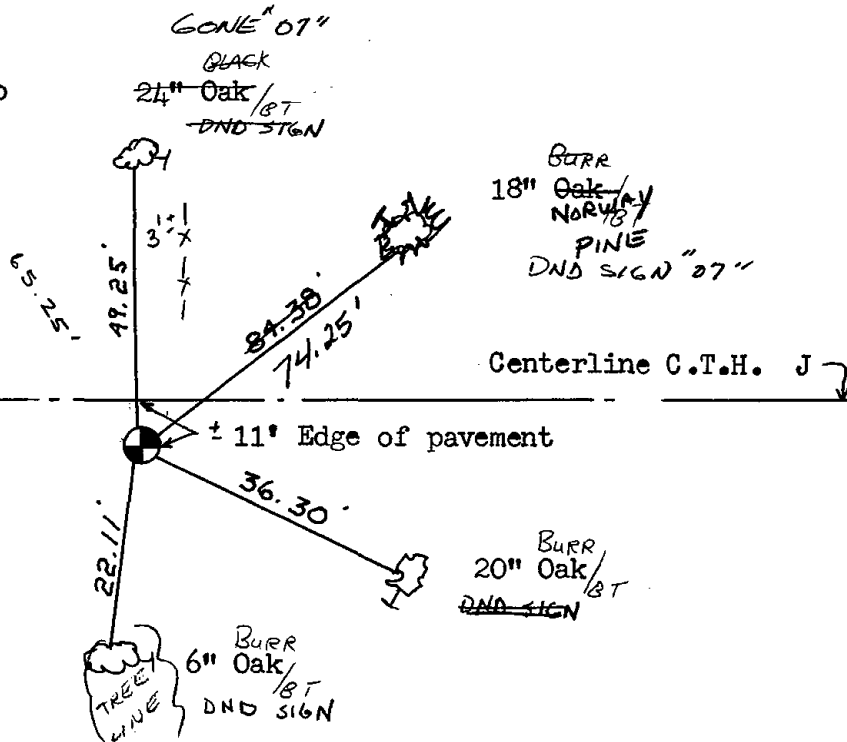 GONE "07"
BLACK
24" Oak / BT
DND SIGN
BURR
18" Oak / B
NORWAY
PINE
DND SIGN "07"
3'±
65.25'
49.25'
84.38'
74.25'
Centerline C.T.H. J
± 11' Edge of pavement
36.30'
22.11'
BURR
20" Oak / BT
DND SIGN
BURR
6" Oak / BT
DND SIGN
TREE
LINE